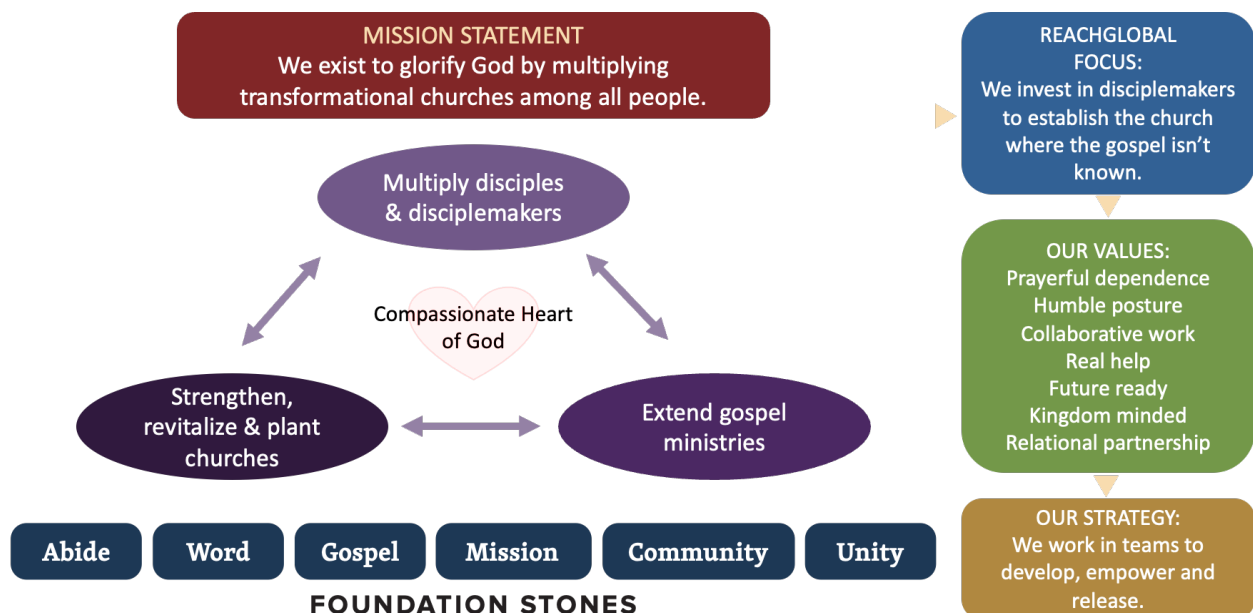 MISSION STATEMENT
We exist to glorify God by multiplying
transformational churches among all people.
Multiply disciples
& disciplemakers
Compassionate Heart
of God
Strengthen,
revitalize & plant
churches
Extend gospel
ministries
Abide
Word
Gospel
Mission
Community
Unity
FOUNDATION STONES
REACHGLOBAL
FOCUS:
We invest in disciplemakers
to establish the church
where the gospel isn’t
known.
OUR VALUES:
Prayerful dependence
Humble posture
Collaborative work
Real help
Future ready
Kingdom minded
Relational partnership
OUR STRATEGY:
We work in teams to
develop, empower and
release.